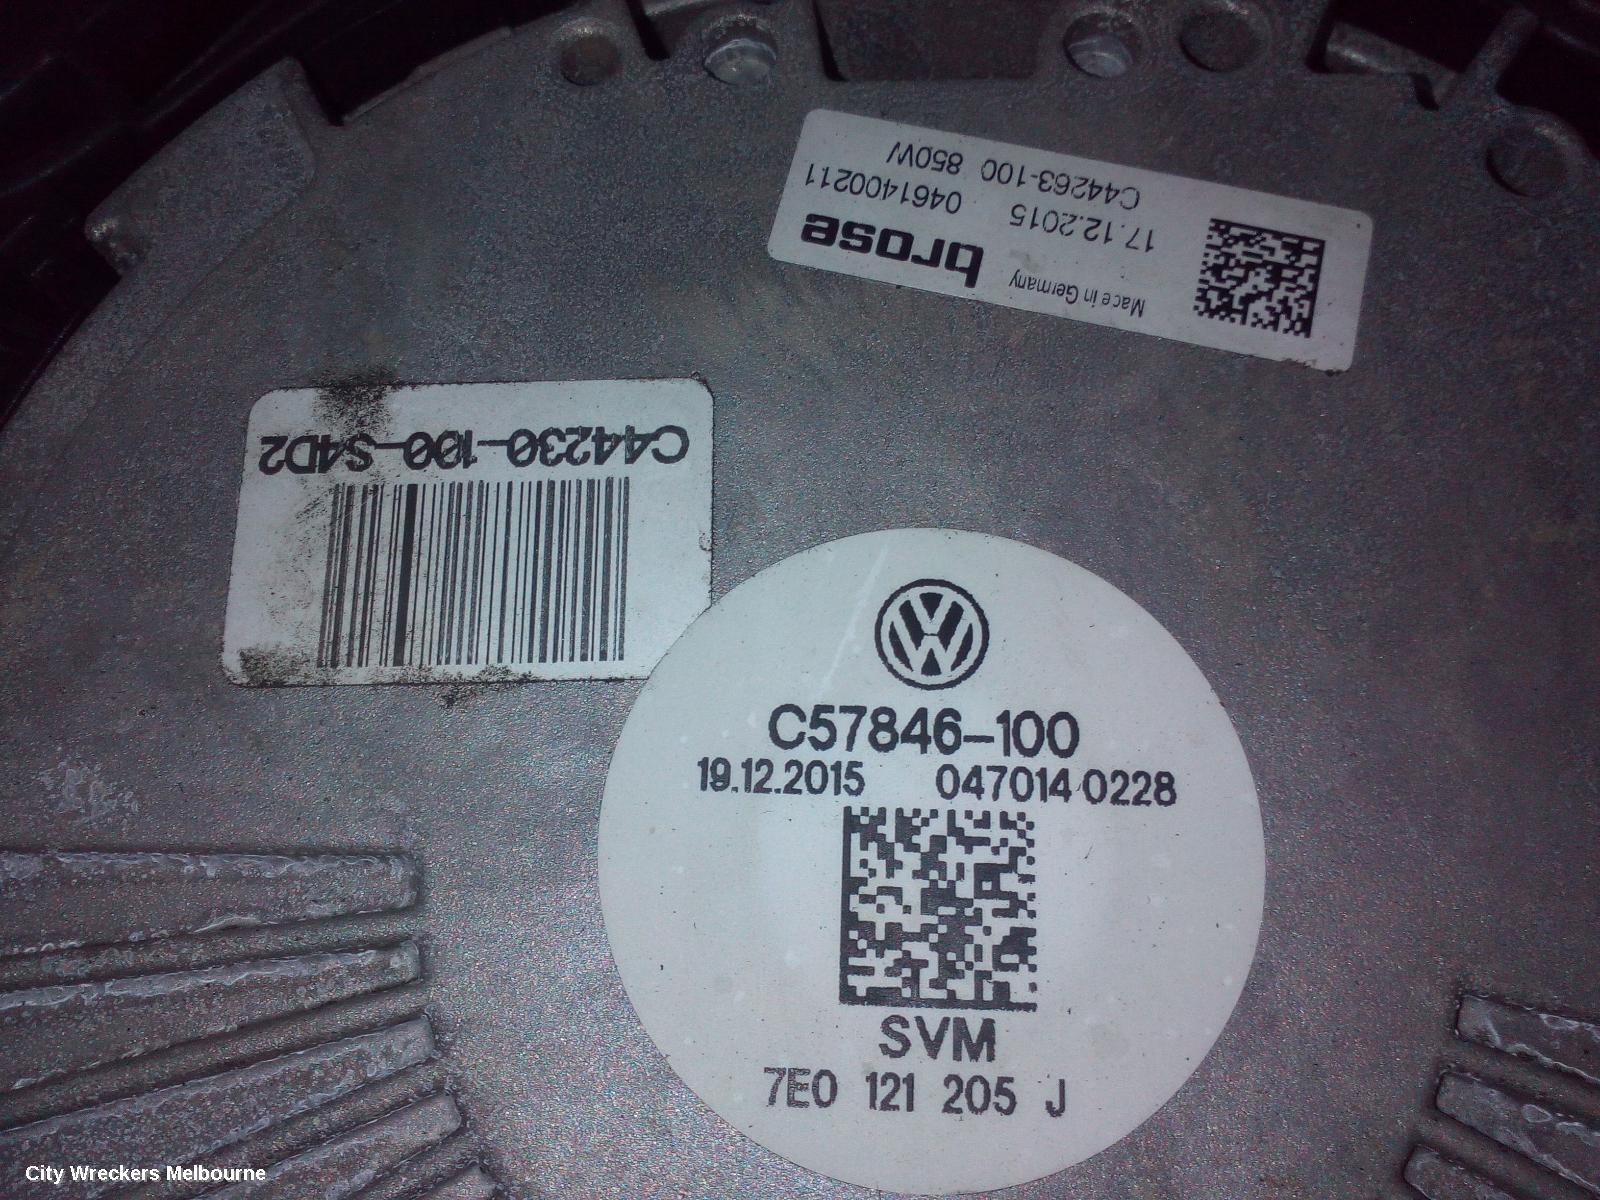 brose
Made in Germany
0461400211
17.12.2015
C44263-100 850W
C44230-100-S4D2
C57846-100
19.12.2015 047014 0228
SVM
7E0 121 205 J
City Wreckers Melbourne